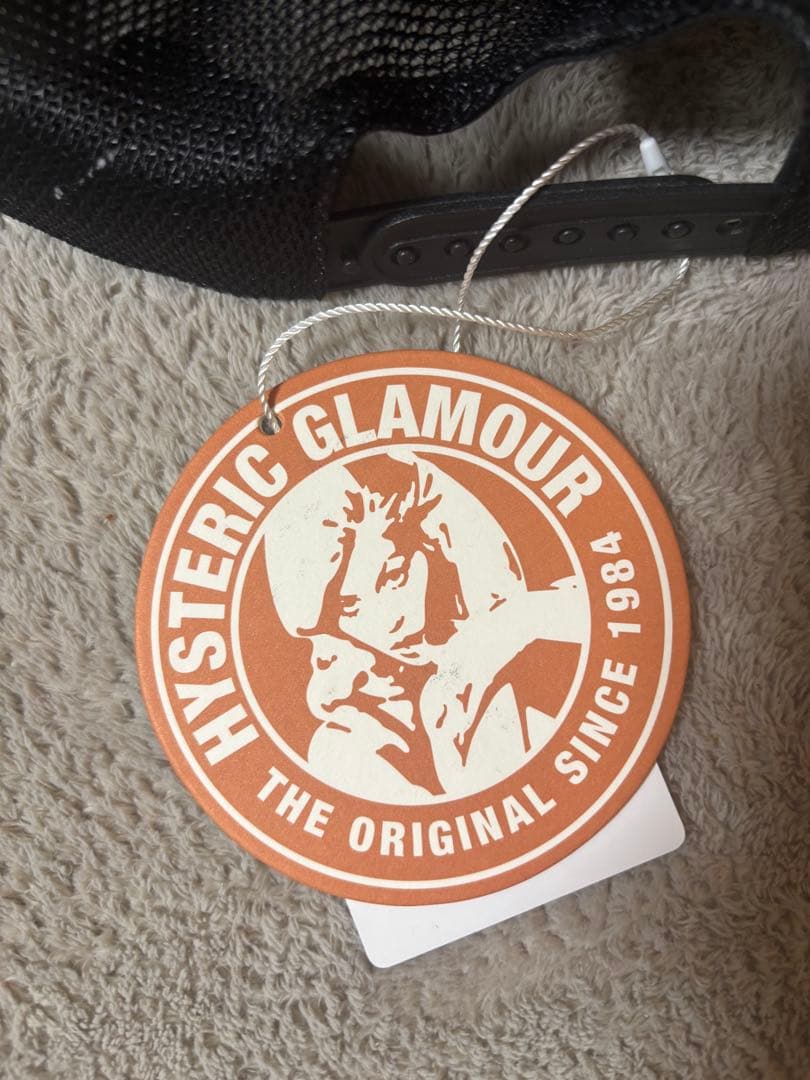 HYSTERIC GLAMOUR
THE ORIGINAL SINCE 1984